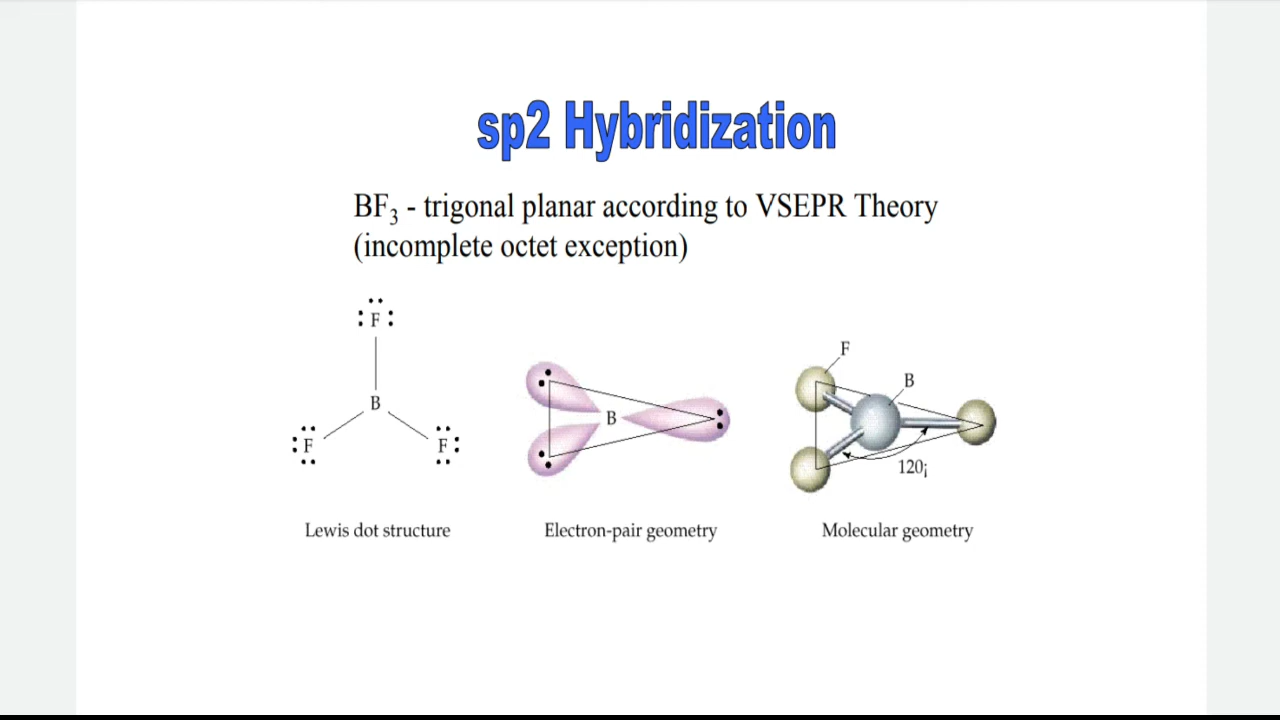 sp2 Hybridization
BF₃ - trigonal planar according to VSEPR Theory
(incomplete octet exception)
F
B
F
F
Lewis dot structure
B
Electron-pair geometry
F
B
120¡
Molecular geometry